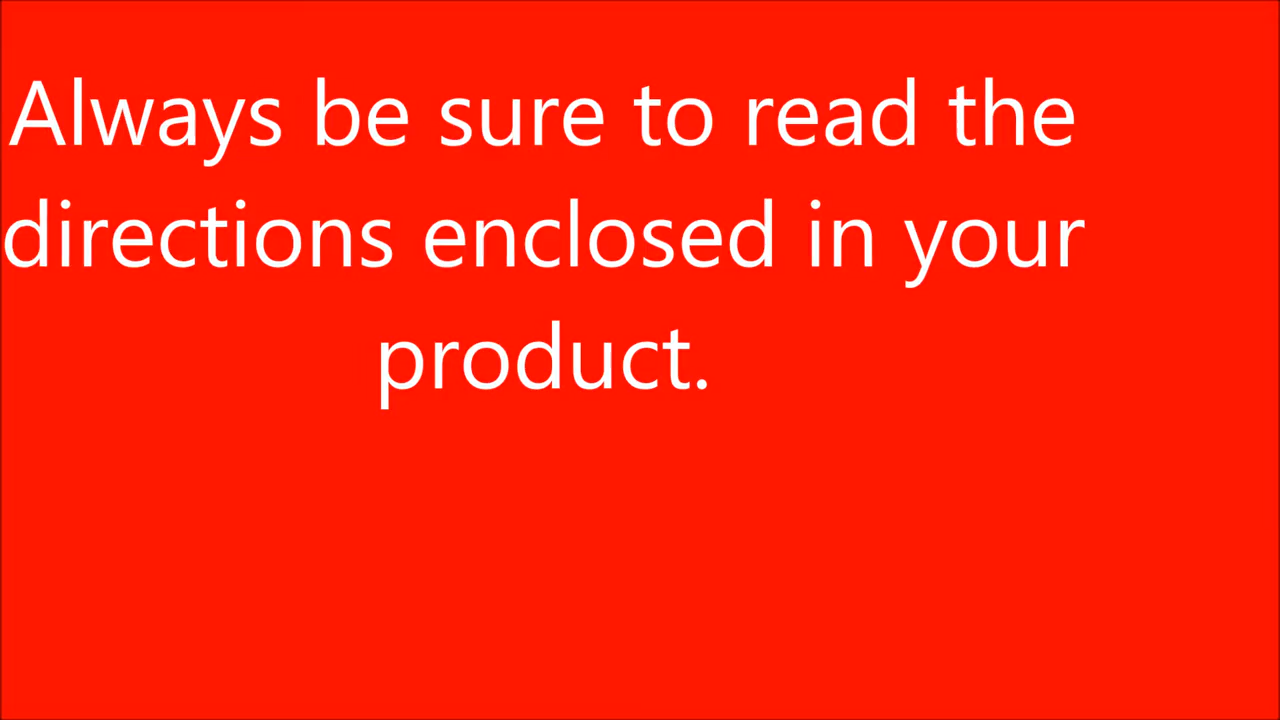 Always be sure to read the
directions enclosed in your
product.